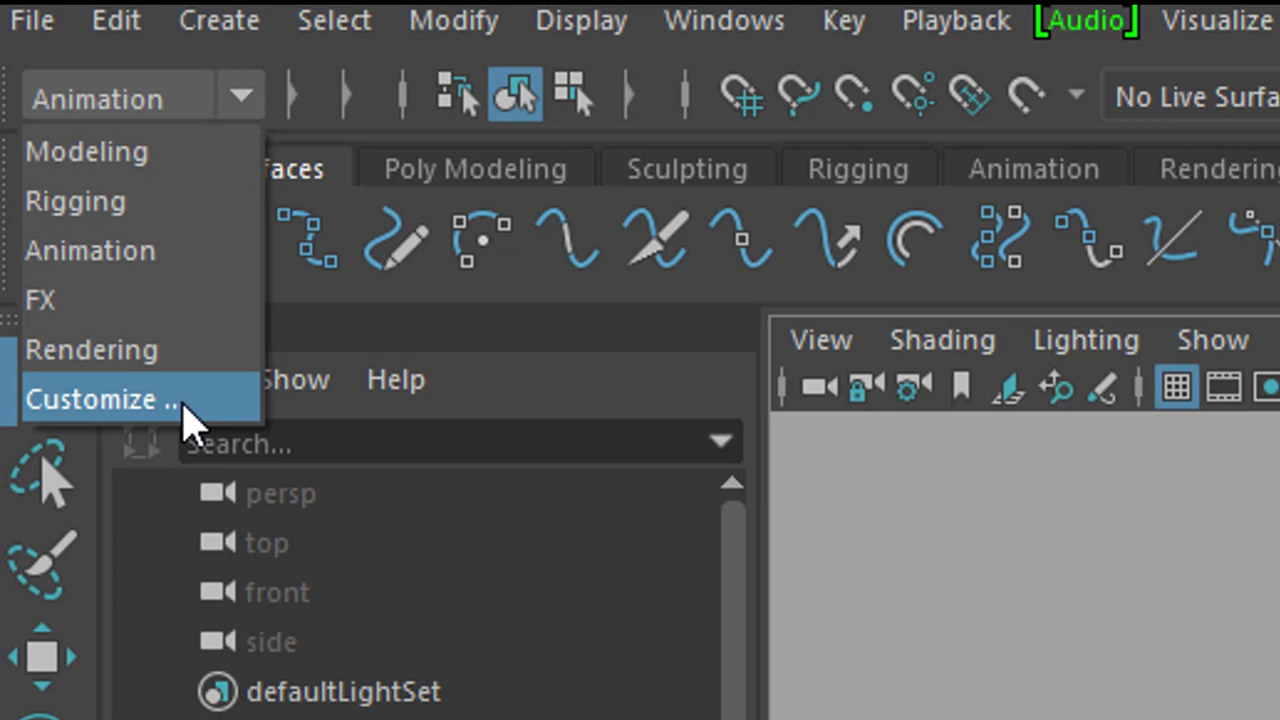 File Edit Create Select Modify Display Windows Key Playback [Audio] Visualize
Animation
No Live Surfa
Modeling
Rigging
Animation
FX
Rendering
Customize ...
faces Poly Modeling Sculpting Rigging Animation Rendering
Show Help
View Shading Lighting Show
Search...
persp
top
front
side
defaultLightSet